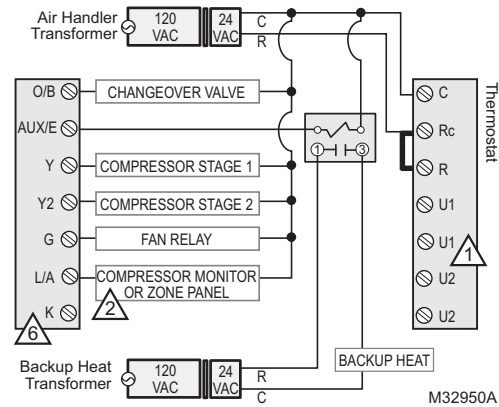 Air Handler
Transformer
120
VAC
24
VAC
C
R
O/B
CHANGEOVER VALVE
AUX/E
Y
COMPRESSOR STAGE 1
Y2
COMPRESSOR STAGE 2
G
FAN RELAY
L/A
COMPRESSOR MONITOR
OR ZONE PANEL
2
K
6
1
3
C
Rc
R
U1
U1
1
U2
U2
Thermostat
Backup Heat
Transformer
120
VAC
24
VAC
R
C
BACKUP HEAT
M32950A